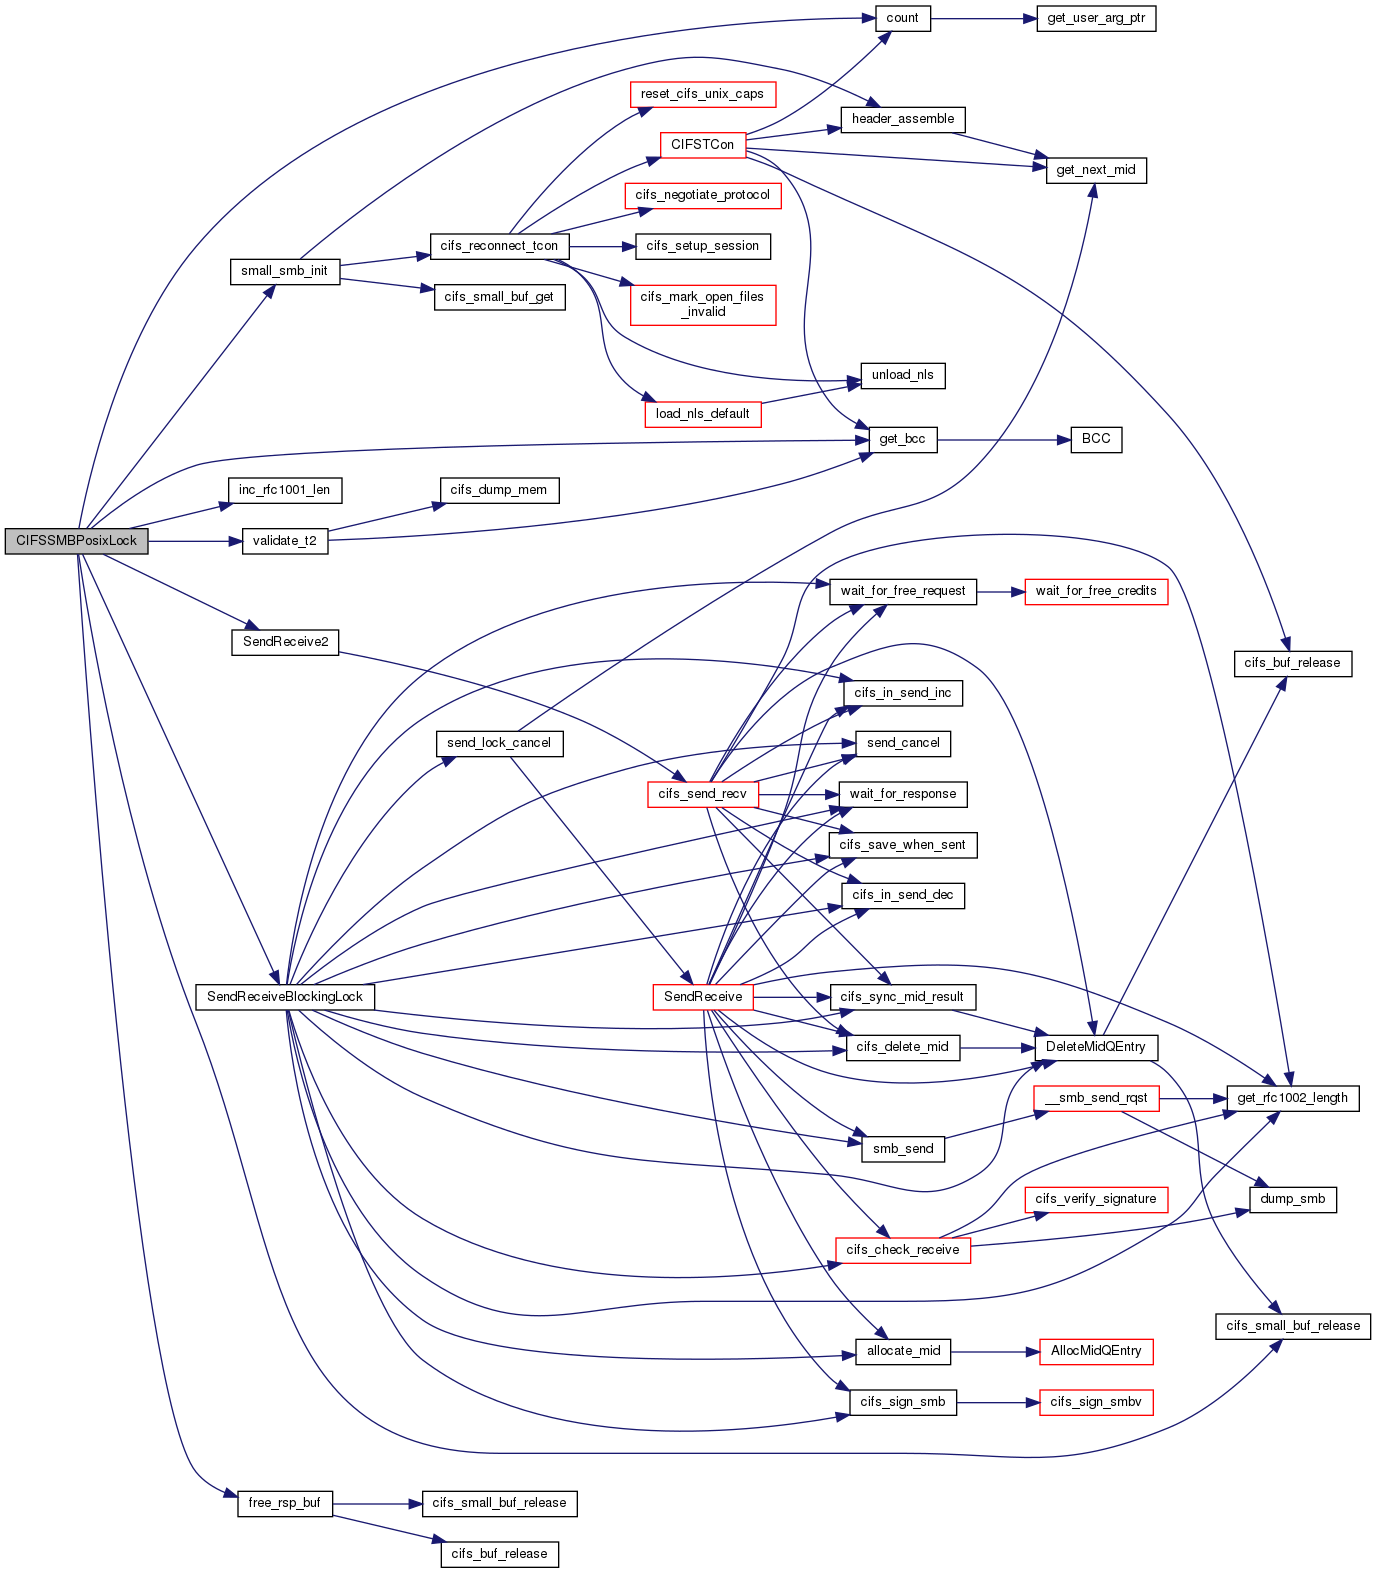 count
get_user_arg_ptr
reset_cifs_unix_caps
header_assemble
CIFSTCon
get_next_mid
cifs_negotiate_protocol
cifs_reconnect_tcon
cifs_setup_session
small_smb_init
cifs_small_buf_get
cifs_mark_open_files
_invalid
unload_nls
load_nls_default
get_bcc
BCC
inc_rfc1001_len
cifs_dump_mem
CIFSSMBPosixLock
validate_t2
wait_for_free_request
wait_for_free_credits
SendReceive2
cifs_buf_release
cifs_in_send_inc
send_lock_cancel
send_cancel
cifs_send_recv
wait_for_response
cifs_save_when_sent
cifs_in_send_dec
SendReceiveBlockingLock
SendReceive
cifs_sync_mid_result
cifs_delete_mid
DeleteMidQEntry
__smb_send_rqst
get_rfc1002_length
smb_send
cifs_verify_signature
dump_smb
cifs_check_receive
cifs_small_buf_release
allocate_mid
AllocMidQEntry
cifs_sign_smb
cifs_sign_smbv
free_rsp_buf
cifs_small_buf_release
cifs_buf_release